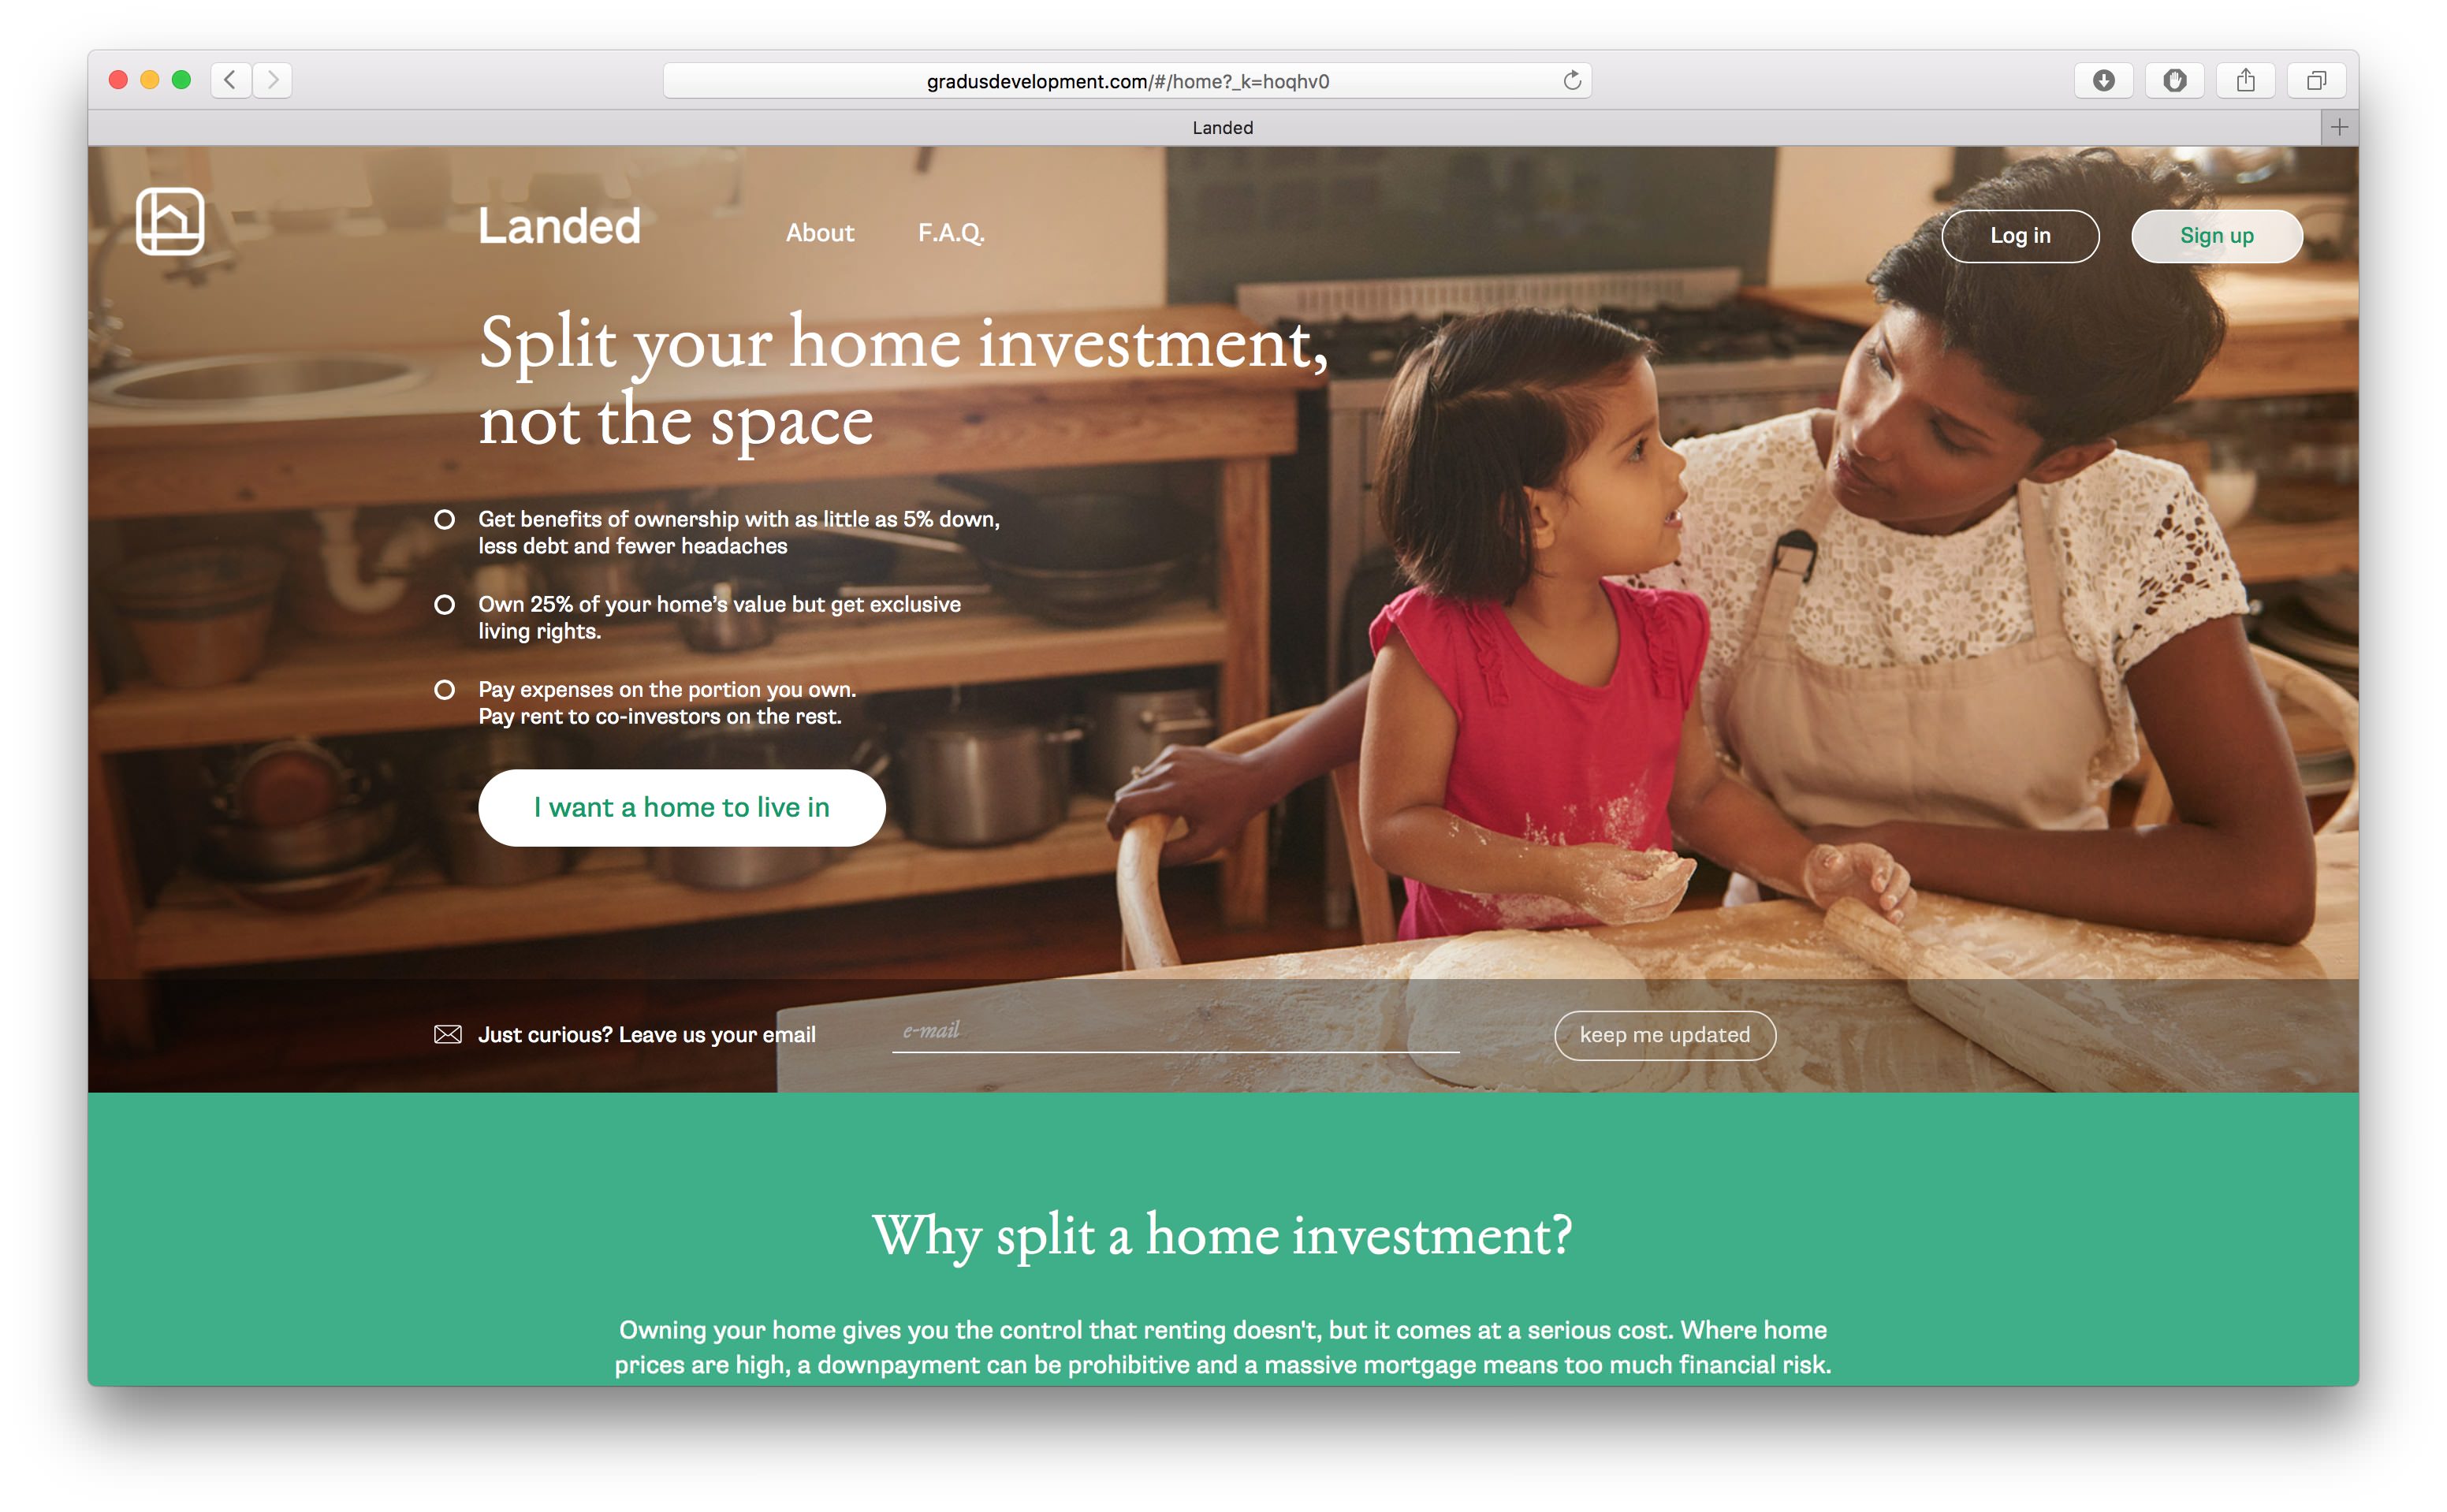 gradusdevelopment.com/#/home?_k=hoqhv0
Landed
Landed
About
F.A.Q.
Log in
Sign up
Split your home investment,
not the space
Get benefits of ownership with as little as 5% down,
less debt and fewer headaches
Own 25% of your home’s value but get exclusive
living rights.
Pay expenses on the portion you own.
Pay rent to co-investors on the rest.
I want a home to live in
Just curious? Leave us your email
e-mail
keep me updated
Why split a home investment?
Owning your home gives you the control that renting doesn't, but it comes at a serious cost. Where home
prices are high, a downpayment can be prohibitive and a massive mortgage means too much financial risk.